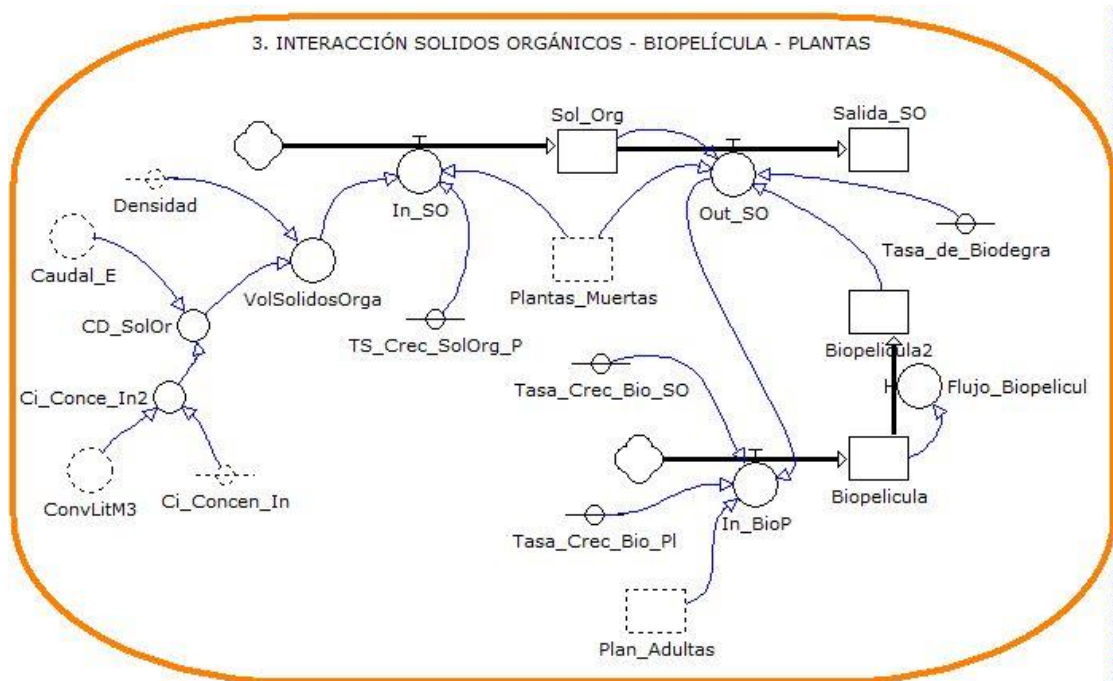 3. INTERACCIÓN SOLIDOS ORGÁNICOS - BIOPELÍCULA - PLANTAS
Sol_Org
Salida_SO
Densidad
In_SO
Out_SO
Tasa_de_Biodegra
Caudal_E
VolSolidosOrga
Plantas_Muertas
CD_SolOr
TS_Crec_SolOrg_P
Biopelicula2
Ci_Conce_In2
Tasa_Crec_Bio_SO
Flujo_Biopelicul
ConvLitM3
Ci_Concen_In
Biopelicula
Tasa_Crec_Bio_Pl
In_BioP
Plan_Adultas